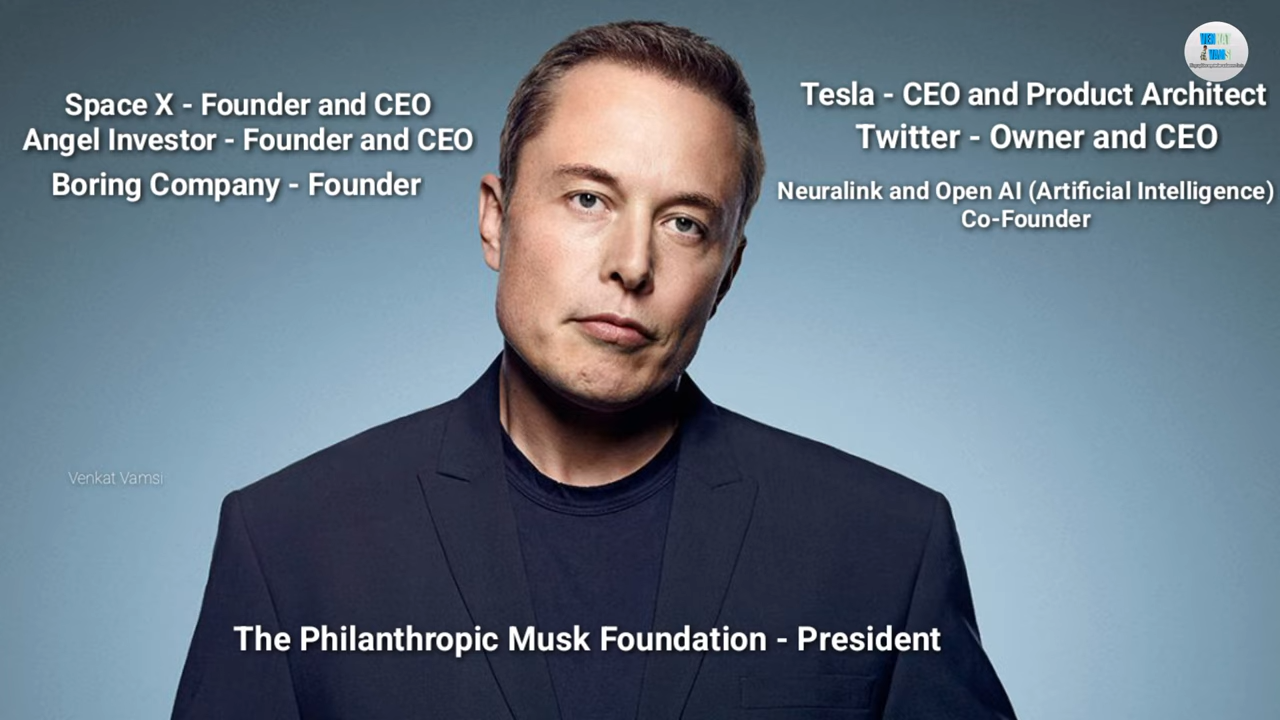 Space X - Founder and CEO
Angel Investor - Founder and CEO
Boring Company - Founder
Tesla - CEO and Product Architect
Twitter - Owner and CEO
Neuralink and Open AI (Artificial Intelligence)
Co-Founder
Venkat Vamsi
The Philanthropic Musk Foundation - President